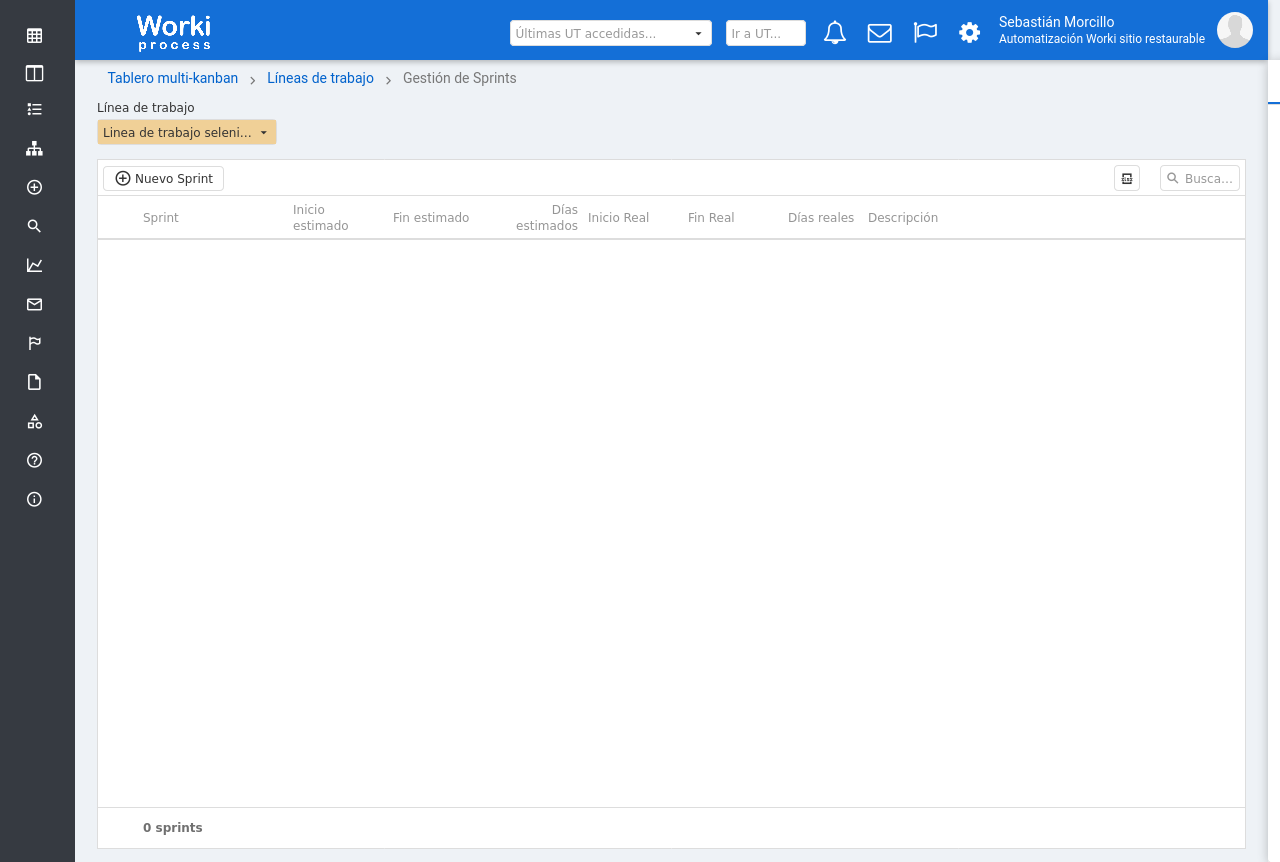 Worki
process
Últimas UT accedidas...
Ir a UT...
Sebastián Morcillo
Automatización Worki sitio restaurable
Tablero multi-kanban > Líneas de trabajo > Gestión de Sprints
Línea de trabajo
Linea de trabajo seleni...
Nuevo Sprint
Busca...
Sprint
Inicio estimado
Fin estimado
Días estimados
Inicio Real
Fin Real
Días reales
Descripción
0 sprints